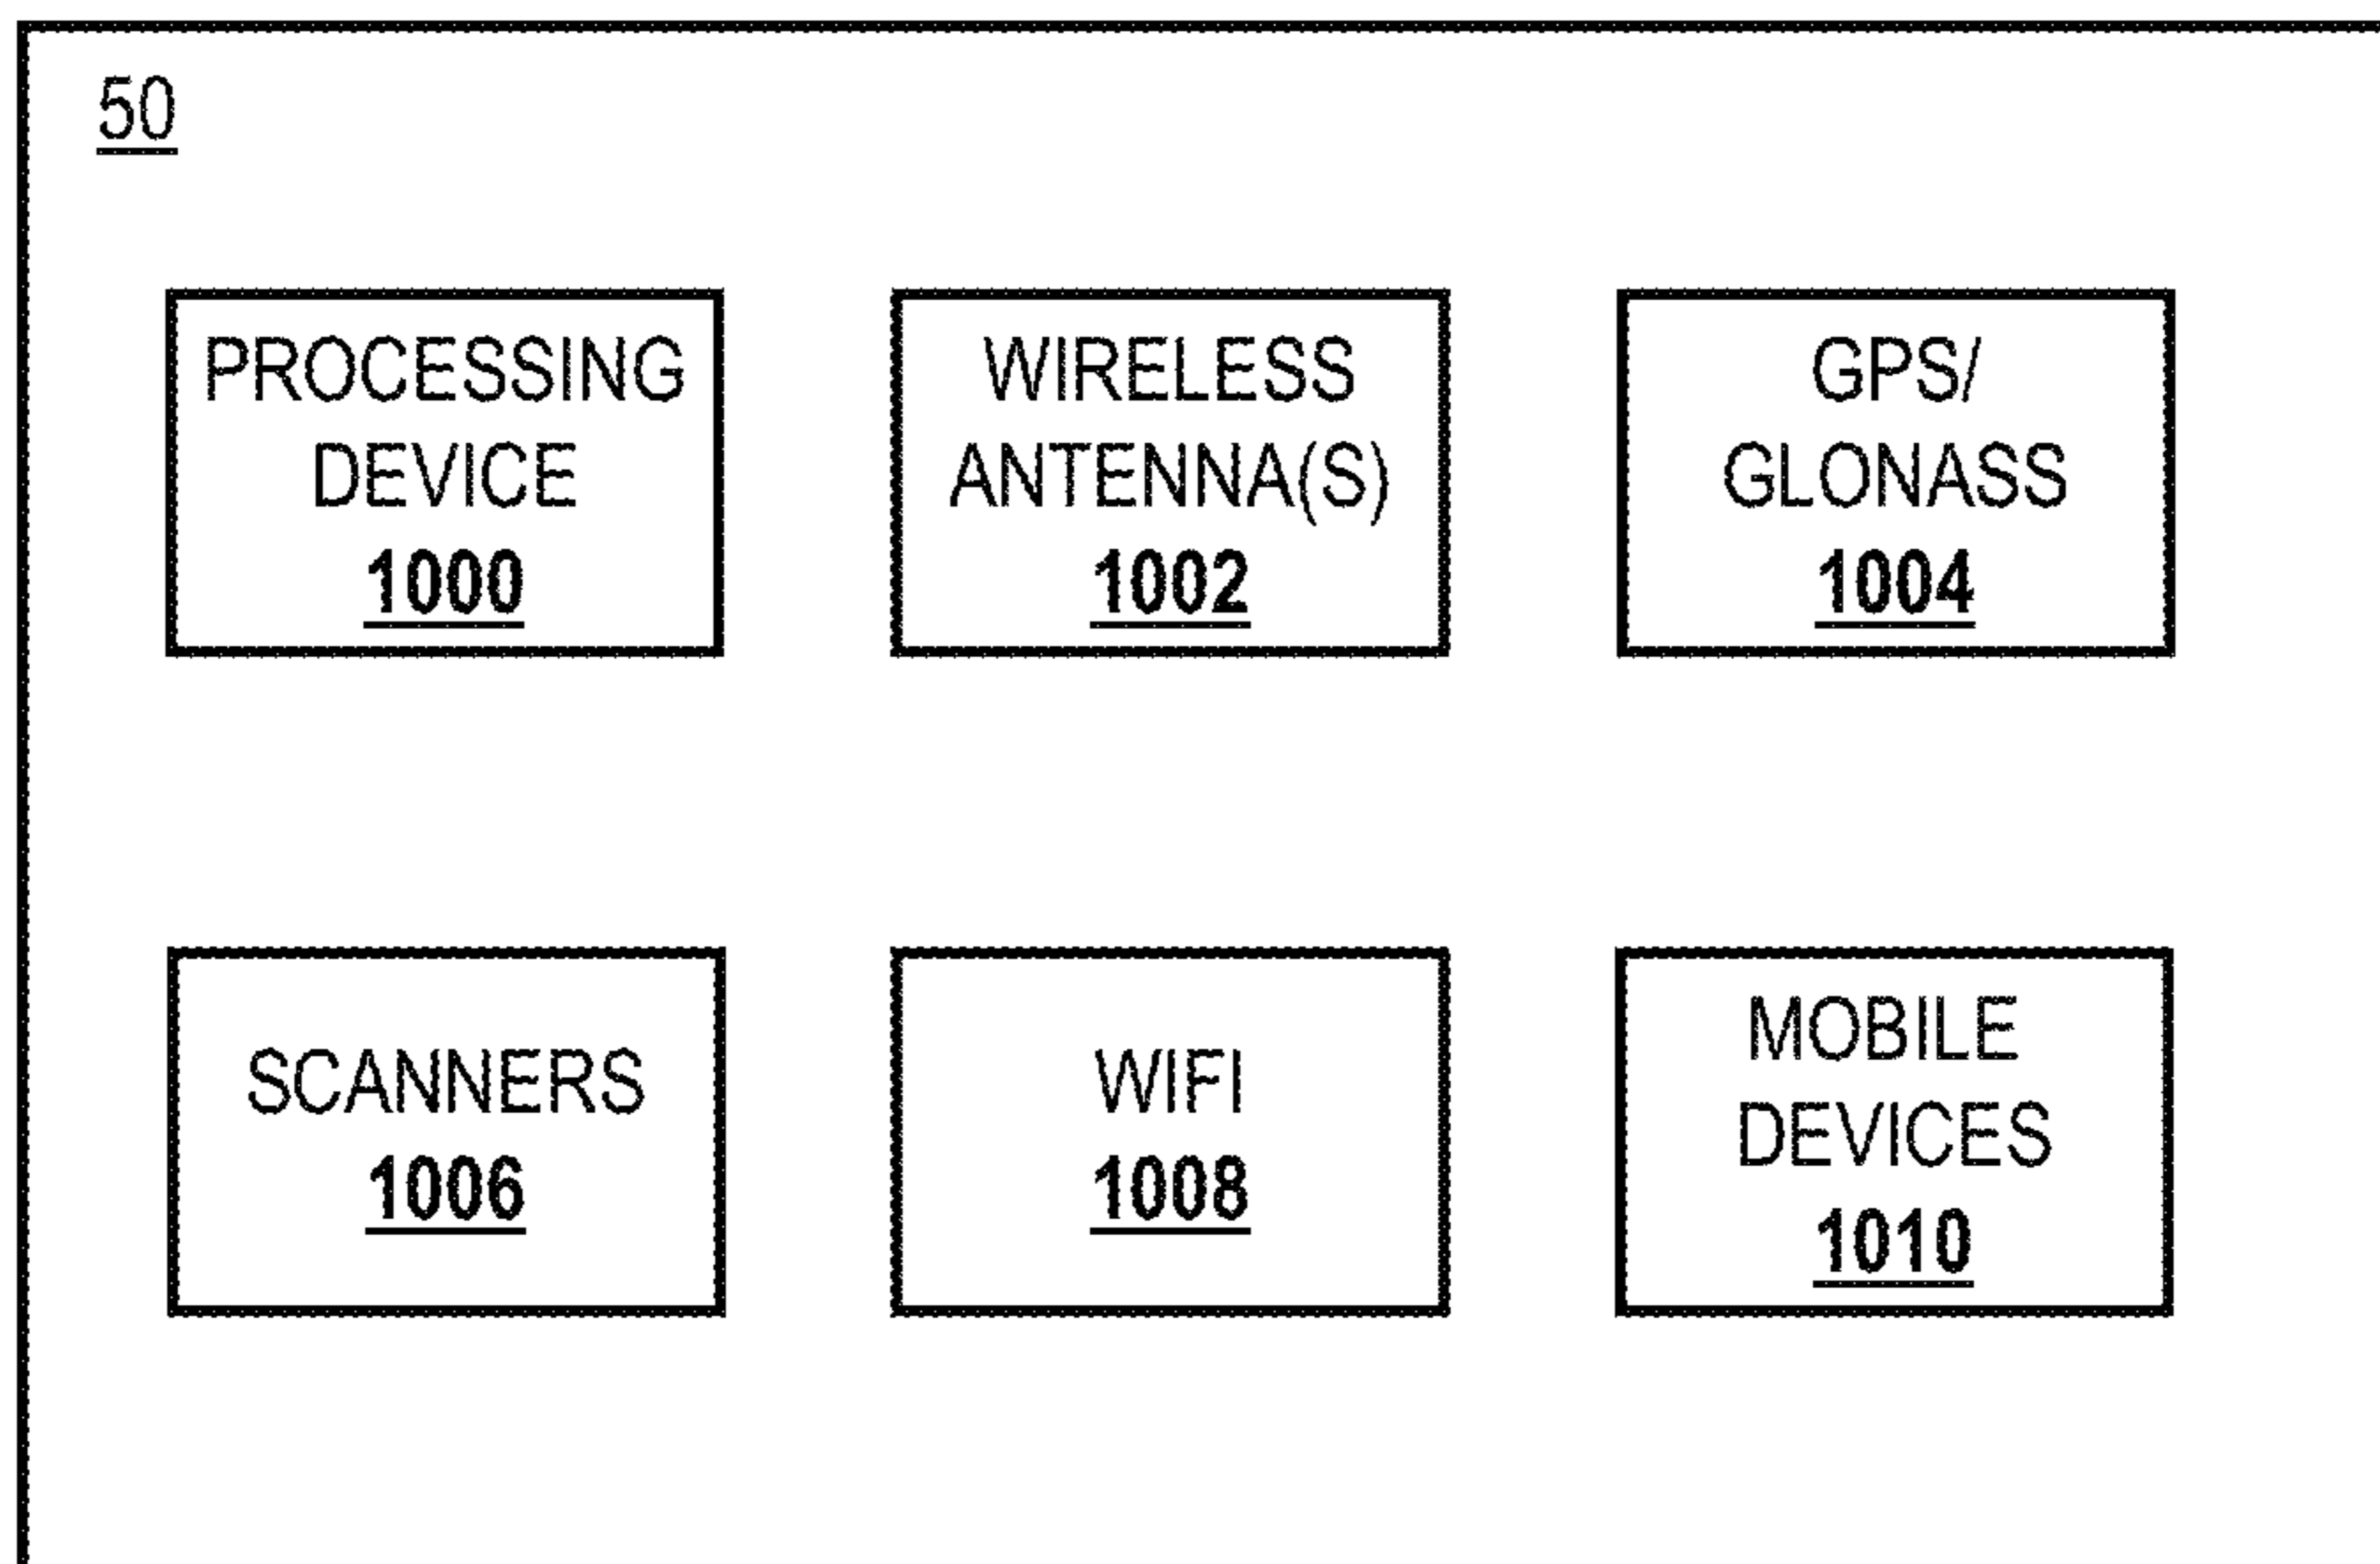 50
PROCESSING
DEVICE
1000
WIRELESS
ANTENNA(S)
1002
GPS/
GLONASS
1004
SCANNERS
1006
WIFI
1008
MOBILE
DEVICES
1010